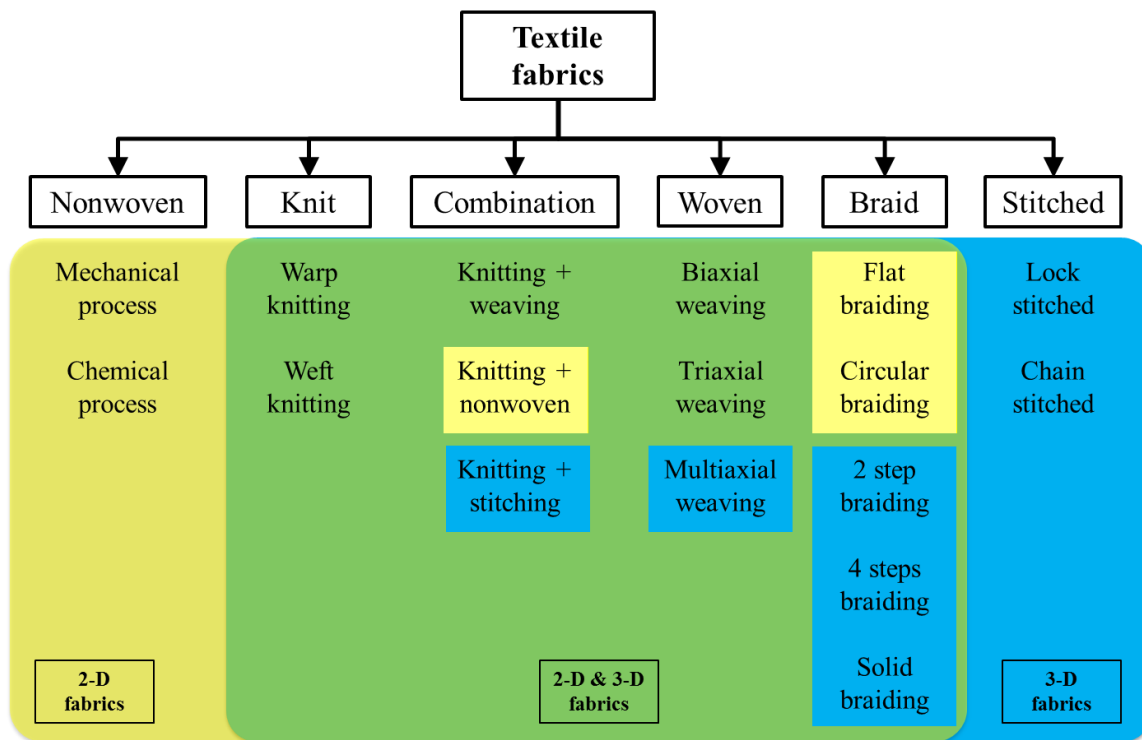 Textile
fabrics
Nonwoven
Knit
Combination
Woven
Braid
Stitched
Mechanical
process
Chemical
process
Warp
knitting
Weft
knitting
Knitting +
weaving
Knitting +
nonwoven
Knitting +
stitching
Biaxial
weaving
Triaxial
weaving
Multiaxial
weaving
Flat
braiding
Circular
braiding
2 step
braiding
4 steps
braiding
Solid
braiding
Lock
stitched
Chain
stitched
2-D
fabrics
2-D & 3-D
fabrics
3-D
fabrics